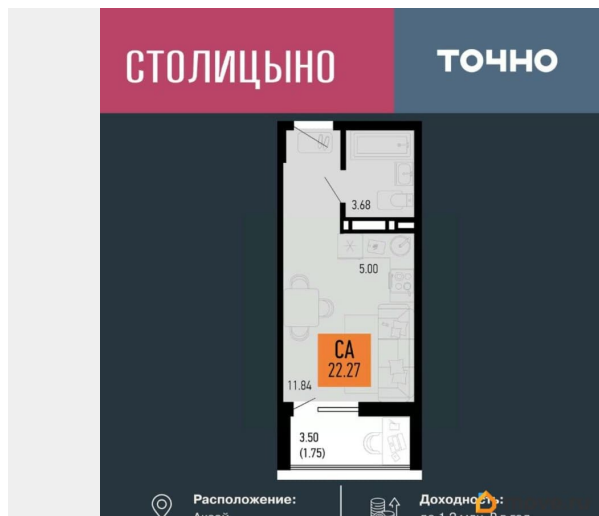 СТОЛИЦЫНО
ТОЧНО
3.68
5.00
СА
22.27
11.84
3.50
(1.75)
Расположение:
Доходность: